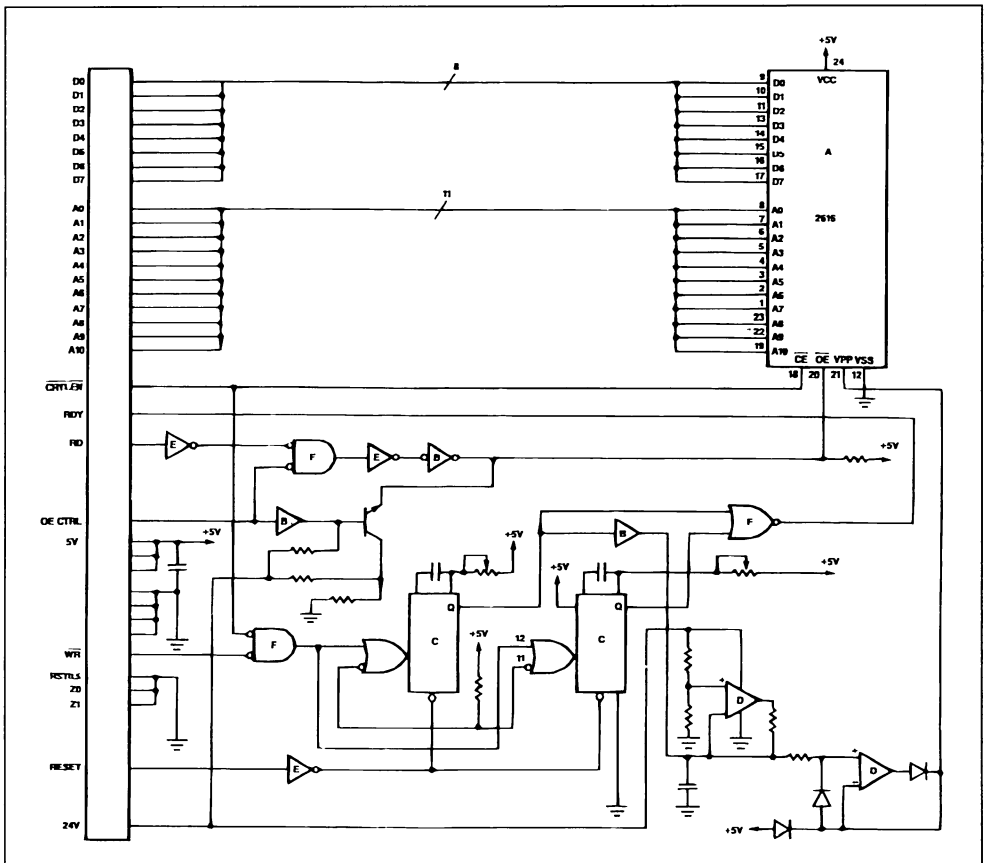 +5V
24
VCC
8
D0
D1
D2
D3
D4
D5
D6
D7
9 D0
10 D1
11 D2
13 D3
14 D4
15 D5
16 D6
17 D7
A
2616
11
A0
A1
A2
A3
A4
A5
A6
A7
A8
A9
A10
8 A0
7 A1
6 A2
5 A3
4 A4
3 A5
2 A6
1 A7
23 A8
22 A9
19 A10
CE OE VPP VSS
18 20 21 12
RDY
RD
E
F
E
B
+5V
OE CTRL
B
B
F
5V
+5V
+5V
+5V
C
Q
+5V
C
Q
WR
F
12
11
D
+
Z0
Z1
RESET
E
D
+
-
24V
+5V